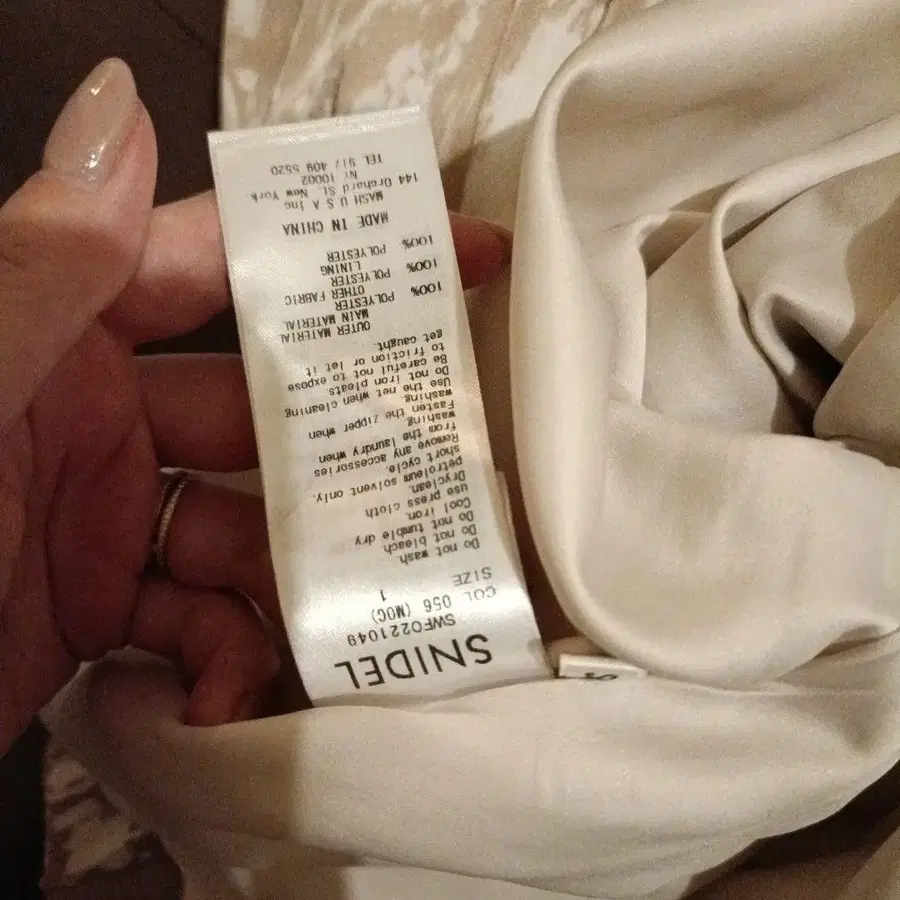 SNIDEL
SWFO221049
COL 056 (MOC)
SIZE 1
Do not wash.
Do not bleach.
Do not tumble dry
Cool iron.
use press cloth
Dryclean.
petroleum solvent only.
short cycle.
Remove any accessories
from the laundry when
washing.
Fasten the zipper when
washing.
Use the net when cleaning
Do not iron pleats.
Be careful not to expose
to friction or let it
get caught.
OUTER MATERIAL
MAIN MATERIAL
POLYESTER 100%
OTHER FABRIC
POLYESTER 100%
LINING
POLYESTER 100%
MADE IN CHINA
MASH U S A Inc
144 Orchard St. New York.
NY 10002
TEL 917 409 5520